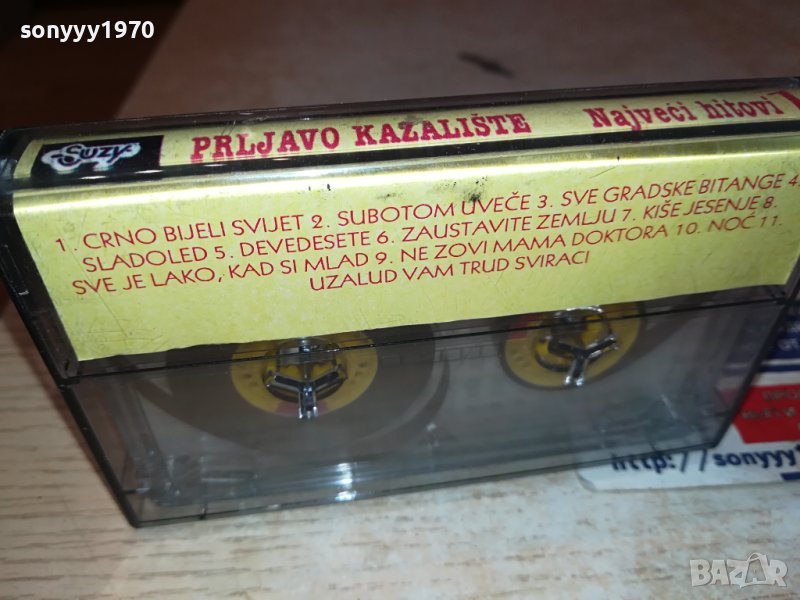 sonyyy1970
Suzy
PRLJAVO KAZALIŠTE Najveći hitovi
1. CRNO BIJELI SVIJET 2. SUBOTOM UVEČE 3. SVE GRADSKE BITANGE 4.
SLADOLED 5. DEVEDESETE 6. ZAUSTAVITE ZEMLJU 7. KIŠE JESENJE 8.
SVE JE LAKO, KAD SI MLAD 9. NE ZOVI MAMA DOKTORA 10. NOĆ 11.
UZALUD VAM TRUD SVIRACI
http://sonyyy1
BAZAR